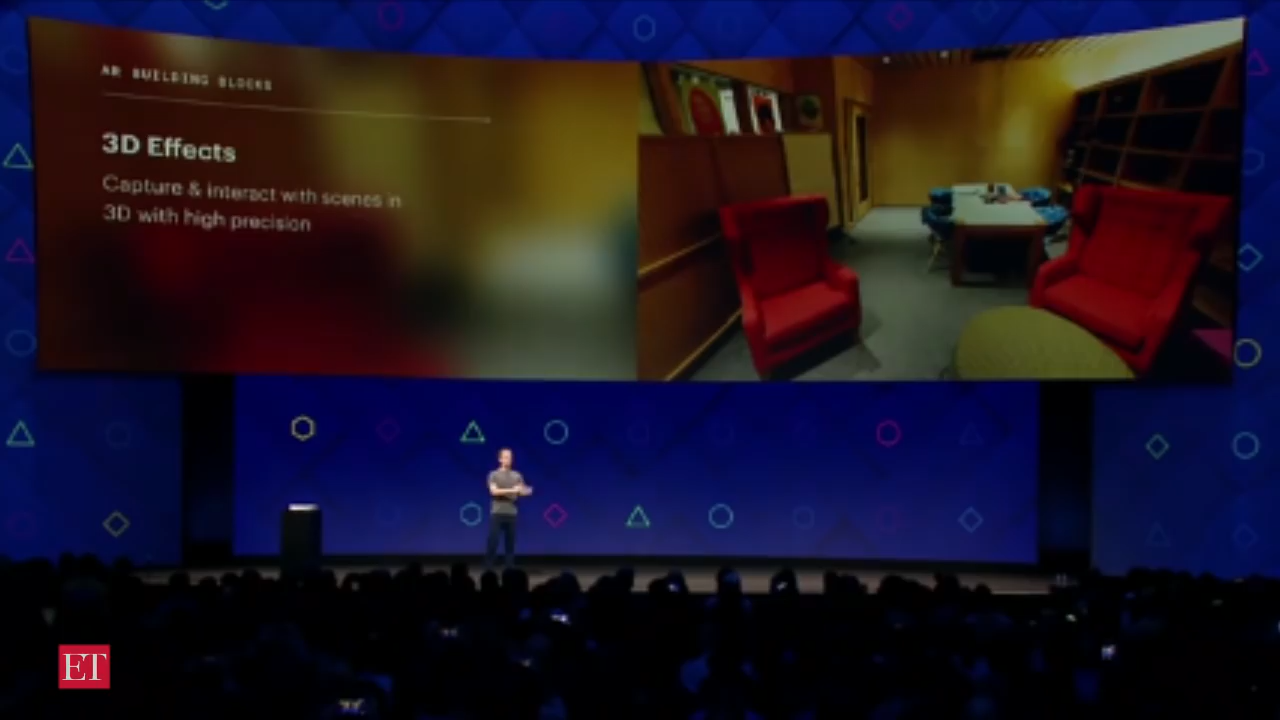 AR BUILDING BLOCKS
3D Effects
Capture & interact with scenes in
3D with high precision
ET